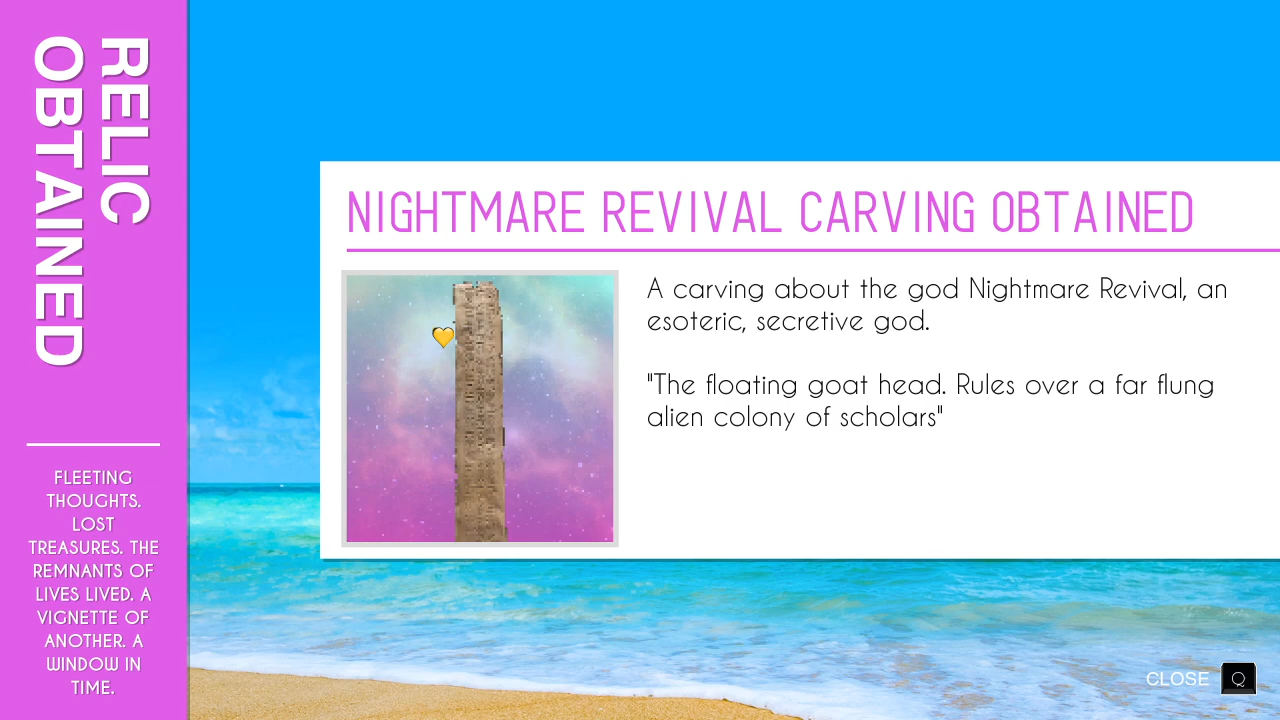 RELIC
OBTAINED
FLEETING
THOUGHTS.
LOST
TREASURES. THE
REMNANTS OF
LIVES LIVED. A
VIGNETTE OF
ANOTHER. A
WINDOW IN
TIME.
NIGHTMARE REVIVAL CARVING OBTAINED
A carving about the god Nightmare Revival, an
esoteric, secretive god.
"The floating goat head. Rules over a far flung
alien colony of scholars"
CLOSE Q